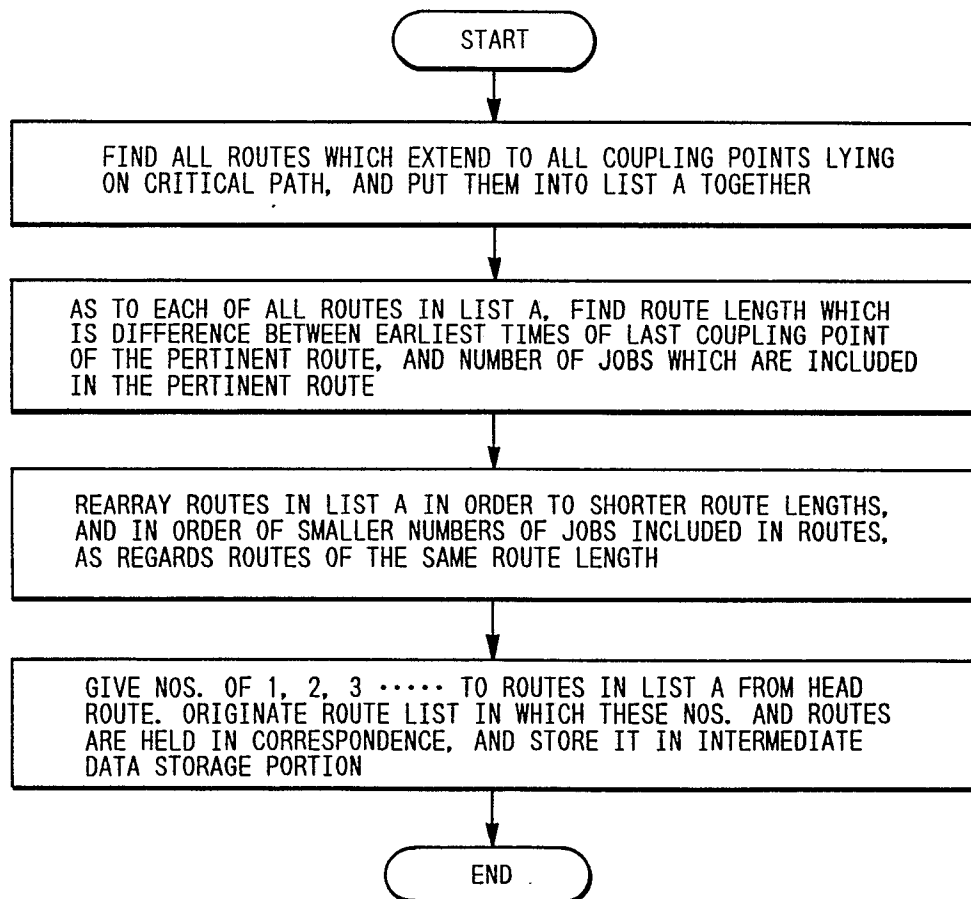 START
FIND ALL ROUTES WHICH EXTEND TO ALL COUPLING POINTS LYING
ON CRITICAL PATH, AND PUT THEM INTO LIST A TOGETHER
AS TO EACH OF ALL ROUTES IN LIST A, FIND ROUTE LENGTH WHICH
IS DIFFERENCE BETWEEN EARLIEST TIMES OF LAST COUPLING POINT
OF THE PERTINENT ROUTE, AND NUMBER OF JOBS WHICH ARE INCLUDED
IN THE PERTINENT ROUTE
REARRAY ROUTES IN LIST A IN ORDER TO SHORTER ROUTE LENGTHS,
AND IN ORDER OF SMALLER NUMBERS OF JOBS INCLUDED IN ROUTES,
AS REGARDS ROUTES OF THE SAME ROUTE LENGTH
GIVE NOS. OF 1, 2, 3 ····· TO ROUTES IN LIST A FROM HEAD
ROUTE. ORIGINATE ROUTE LIST IN WHICH THESE NOS. AND ROUTES
ARE HELD IN CORRESPONDENCE, AND STORE IT IN INTERMEDIATE
DATA STORAGE PORTION
END